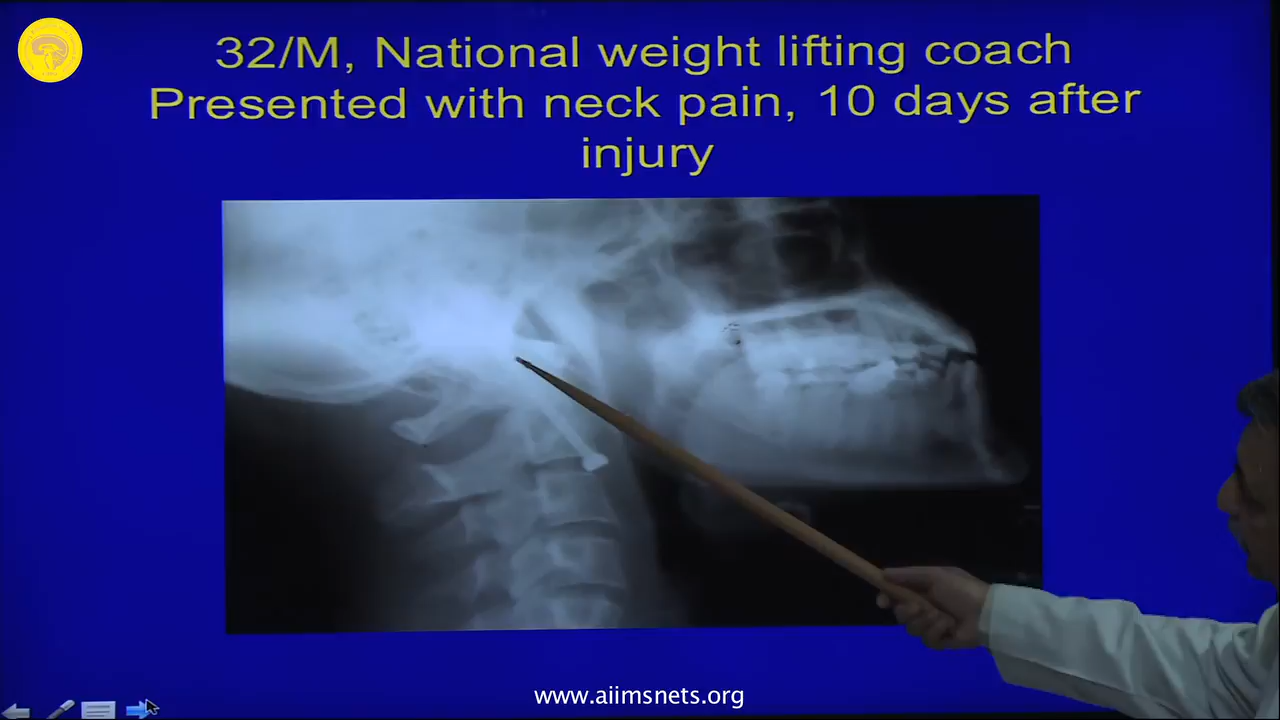 32/M, National weight lifting coach
Presented with neck pain, 10 days after
injury
www.aiimsnets.org